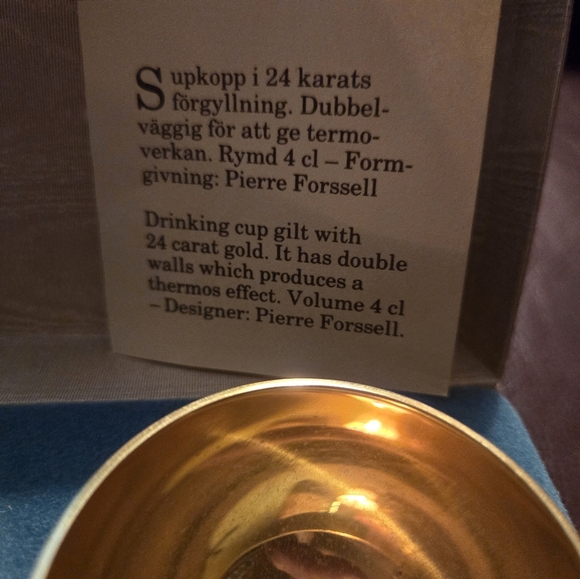 Supkopp i 24 karats
förgyllning. Dubbel-
väggig för att ge termo-
verkan. Rymd 4 cl – Form-
givning: Pierre Forssell
Drinking cup gilt with
24 carat gold. It has double
walls which produces a
thermos effect. Volume 4 cl
– Designer: Pierre Forssell.